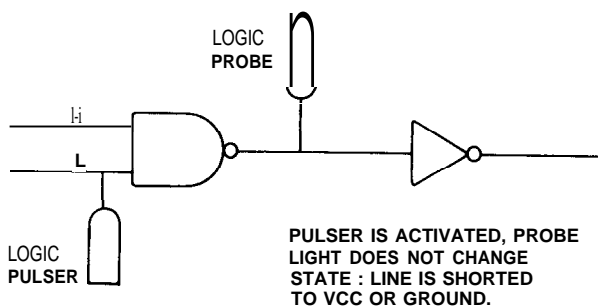 LOGIC
PROBE
l-i
L
LOGIC
PULSER
PULSER IS ACTIVATED, PROBE
LIGHT DOES NOT CHANGE
STATE : LINE IS SHORTED
TO VCC OR GROUND.